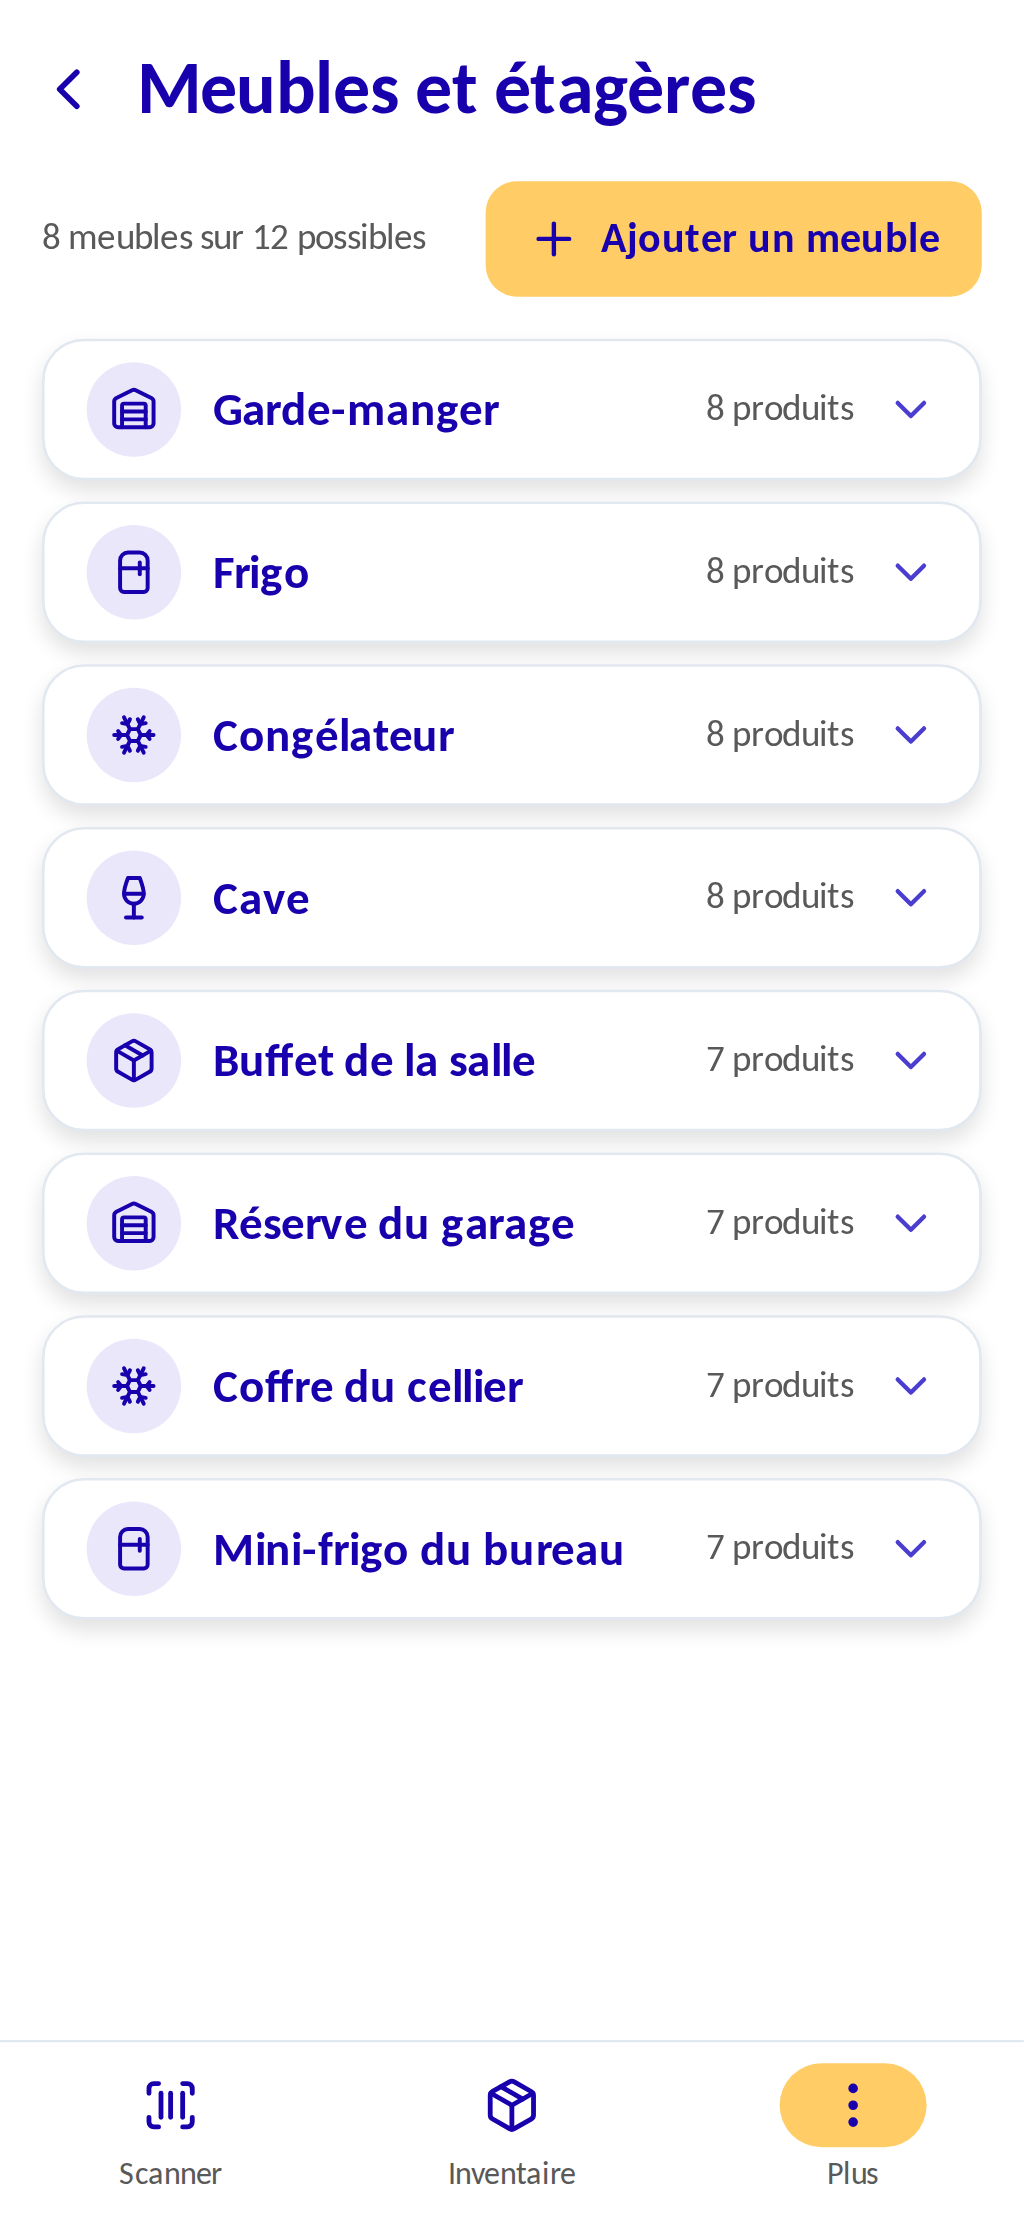 Meubles et étagères
8 meubles sur 12 possibles
Ajouter un meuble
Garde-manger 8 produits
Frigo 8 produits
Congélateur 8 produits
Cave 8 produits
Buffet de la salle 7 produits
Réserve du garage 7 produits
Coffre du cellier 7 produits
Mini-frigo du bureau 7 produits
Scanner Inventaire Plus